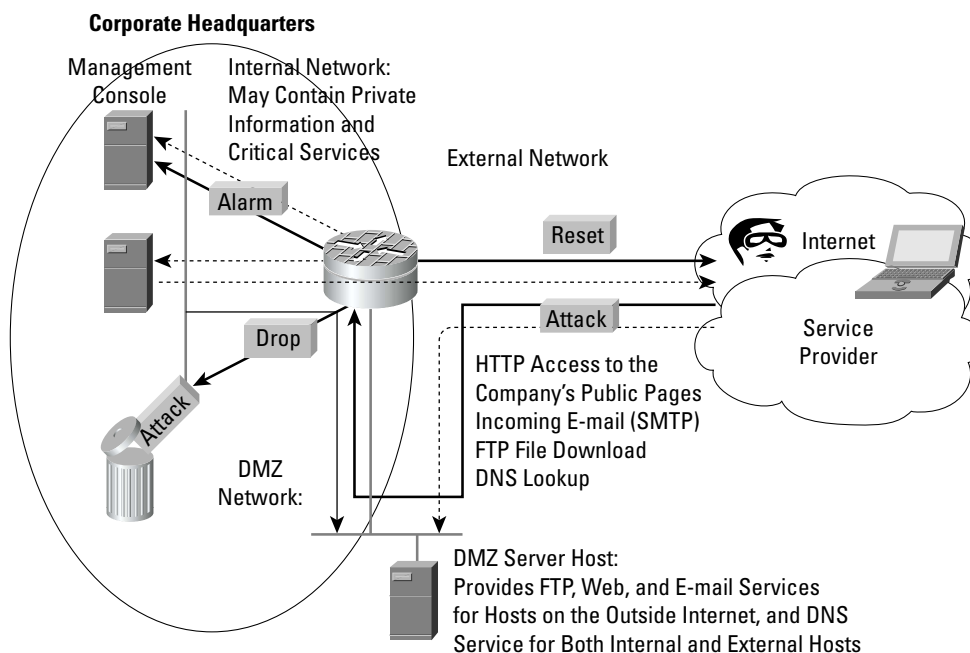 Corporate Headquarters
Management
Console
Internal Network:
May Contain Private
Information and
Critical Services
External Network
Alarm
Reset
Internet
Attack
Service
Provider
Drop
HTTP Access to the
Company's Public Pages
Incoming E-mail (SMTP)
FTP File Download
DNS Lookup
Attack
DMZ
Network:
DMZ Server Host:
Provides FTP, Web, and E-mail Services
for Hosts on the Outside Internet, and DNS
Service for Both Internal and External Hosts